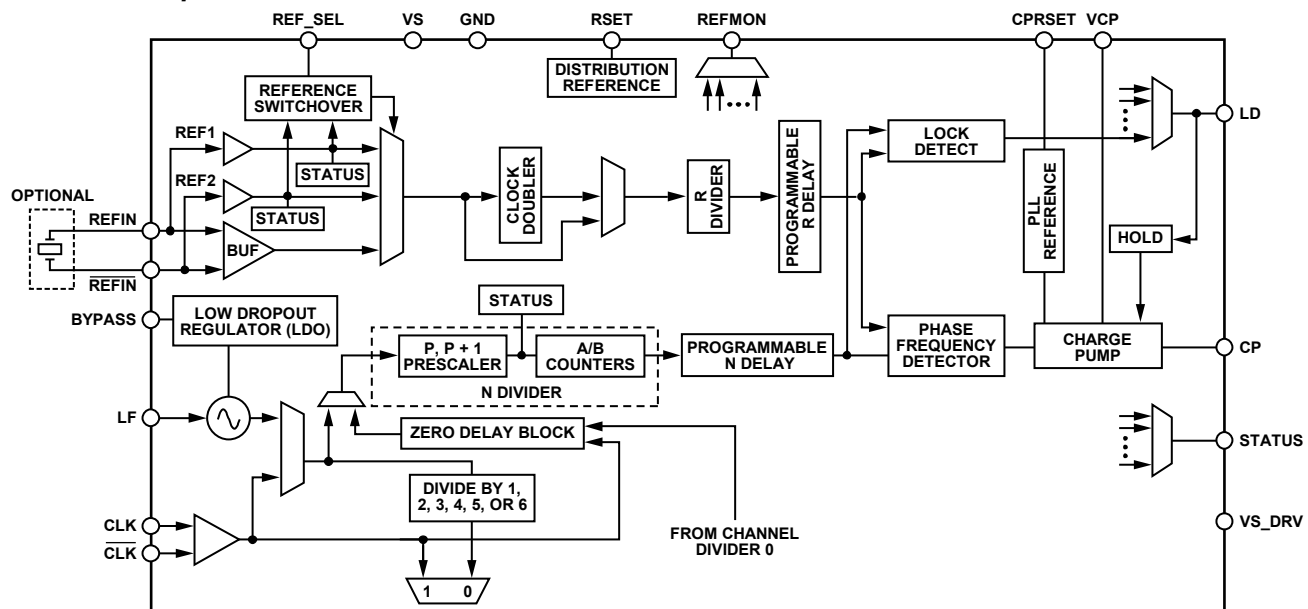 REF_SEL
VS
GND
RSET
REFMON
CPRSET
VCP
DISTRIBUTION
REFERENCE
REFERENCE
SWITCHOVER
REF1
STATUS
REF2
STATUS
OPTIONAL
REFIN
BUF
REFIN
CLOCK
DOUBLER
R
DIVIDER
PROGRAMMABLE
R DELAY
LOCK
DETECT
LD
PLL
REFERENCE
HOLD
BYPASS
LOW DROPOUT
REGULATOR (LDO)
STATUS
P, P + 1
PRESCALER
A/B
COUNTERS
N DIVIDER
PROGRAMMABLE
N DELAY
PHASE
FREQUENCY
DETECTOR
CHARGE
PUMP
CP
LF
ZERO DELAY BLOCK
STATUS
DIVIDE BY 1,
2, 3, 4, 5, OR 6
CLK
CLK
FROM CHANNEL
DIVIDER 0
VS_DRV
1 0